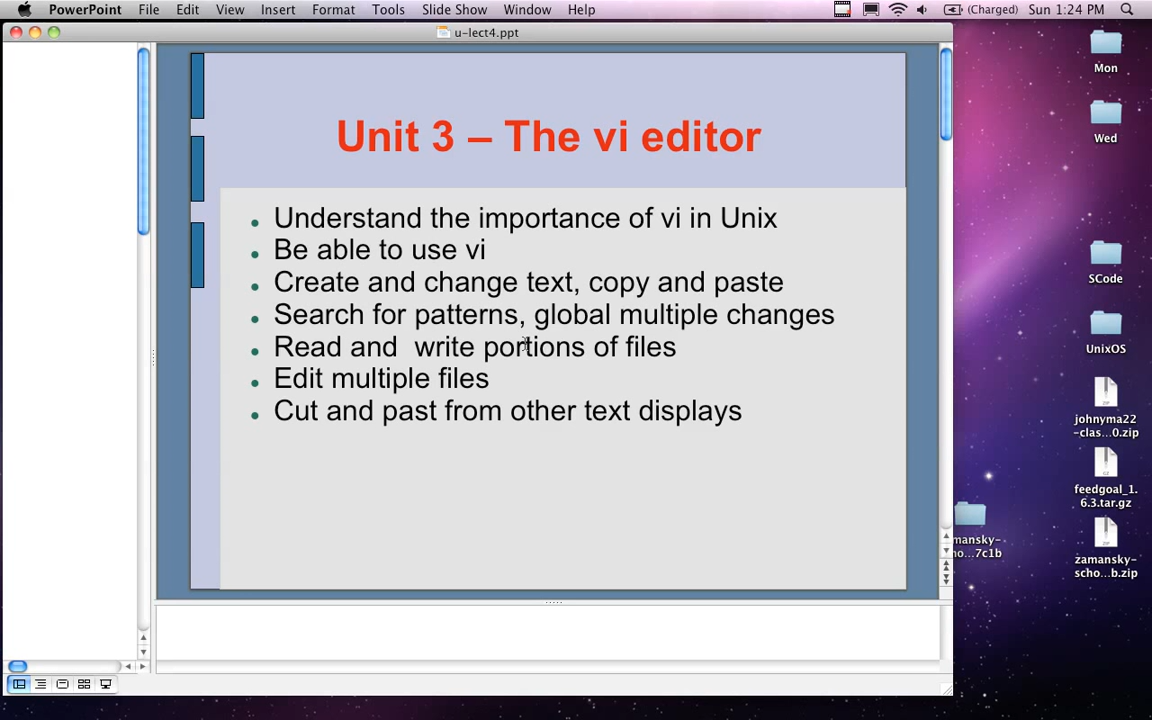 PowerPoint File Edit View Insert Format Tools Slide Show Window Help (Charged) Sun 1:24 PM
u-lect4.ppt
Unit 3 – The vi editor
Understand the importance of vi in Unix
Be able to use vi
Create and change text, copy and paste
Search for patterns, global multiple changes
Read and  write portions of files
Edit multiple files
Cut and past from other text displays
Mon
Wed
SCode
UnixOS
ZIP
johnyma22
-clas...0.zip
GZ
feedgoal_1.
6.3.tar.gz
mansky-
ho...7c1b
ZIP
zamansky-
scho...b.zip